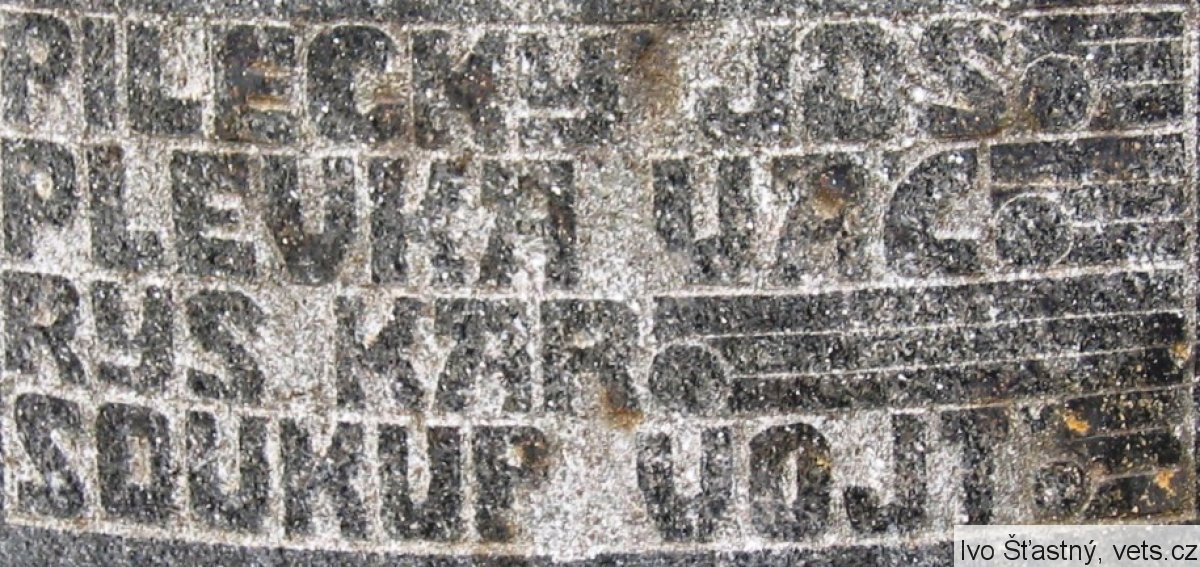 PILECKY JOS.
PLEVKA VAC.
RYS KAR.
SOUKUP VOJT.
Ivo Šťastný, vets.cz